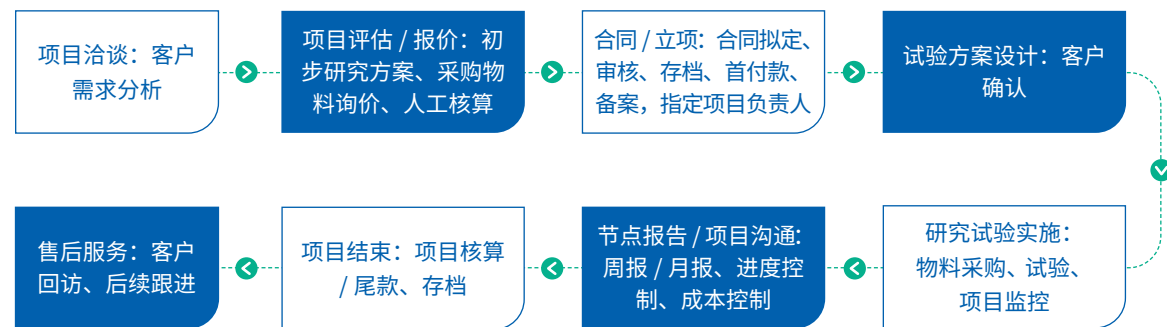 项目洽谈：客户
需求分析
项目评估 / 报价：初
步研究方案、采购物
料询价、人工核算
合同 / 立项：合同拟定、
审核、存档、首付款、
备案，指定项目负责人
试验方案设计：客户
确认
研究试验实施：
物料采购、试验、
项目监控
节点报告 / 项目沟通：
周报 / 月报、进度控
制、成本控制
项目结束：项目核算
/ 尾款、存档
售后服务：客户
回访、后续跟进